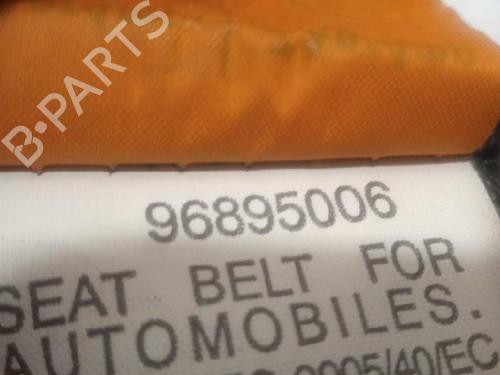 B-PARTS
96895006
SEAT BELT FOR
AUTOMOBILES.
2005/40/EC